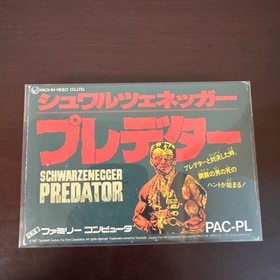 PACK-IN-VIDEO CO.,LTD.
シュワルツェネッガー
プレデター
SCHWARZENEGGER
PREDATOR
プレデターと対決した時、
鋼鉄の男の死の
ハントが始まる!
ファミリー コンピュータ
PAC-PL